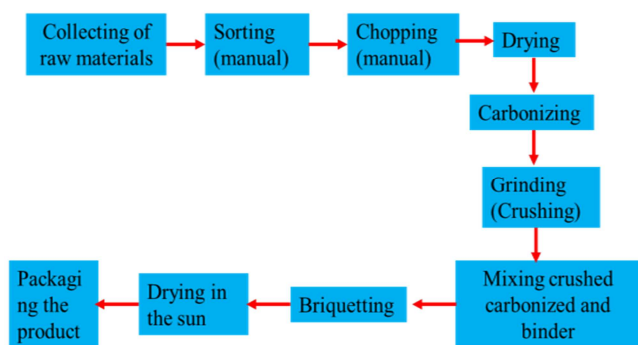 Collecting of
raw materials
Sorting
(manual)
Chopping
(manual)
Drying
Carbonizing
Grinding
(Crushing)
Mixing crushed
carbonized and
binder
Briquetting
Drying in
the sun
Packagi
ng the
product